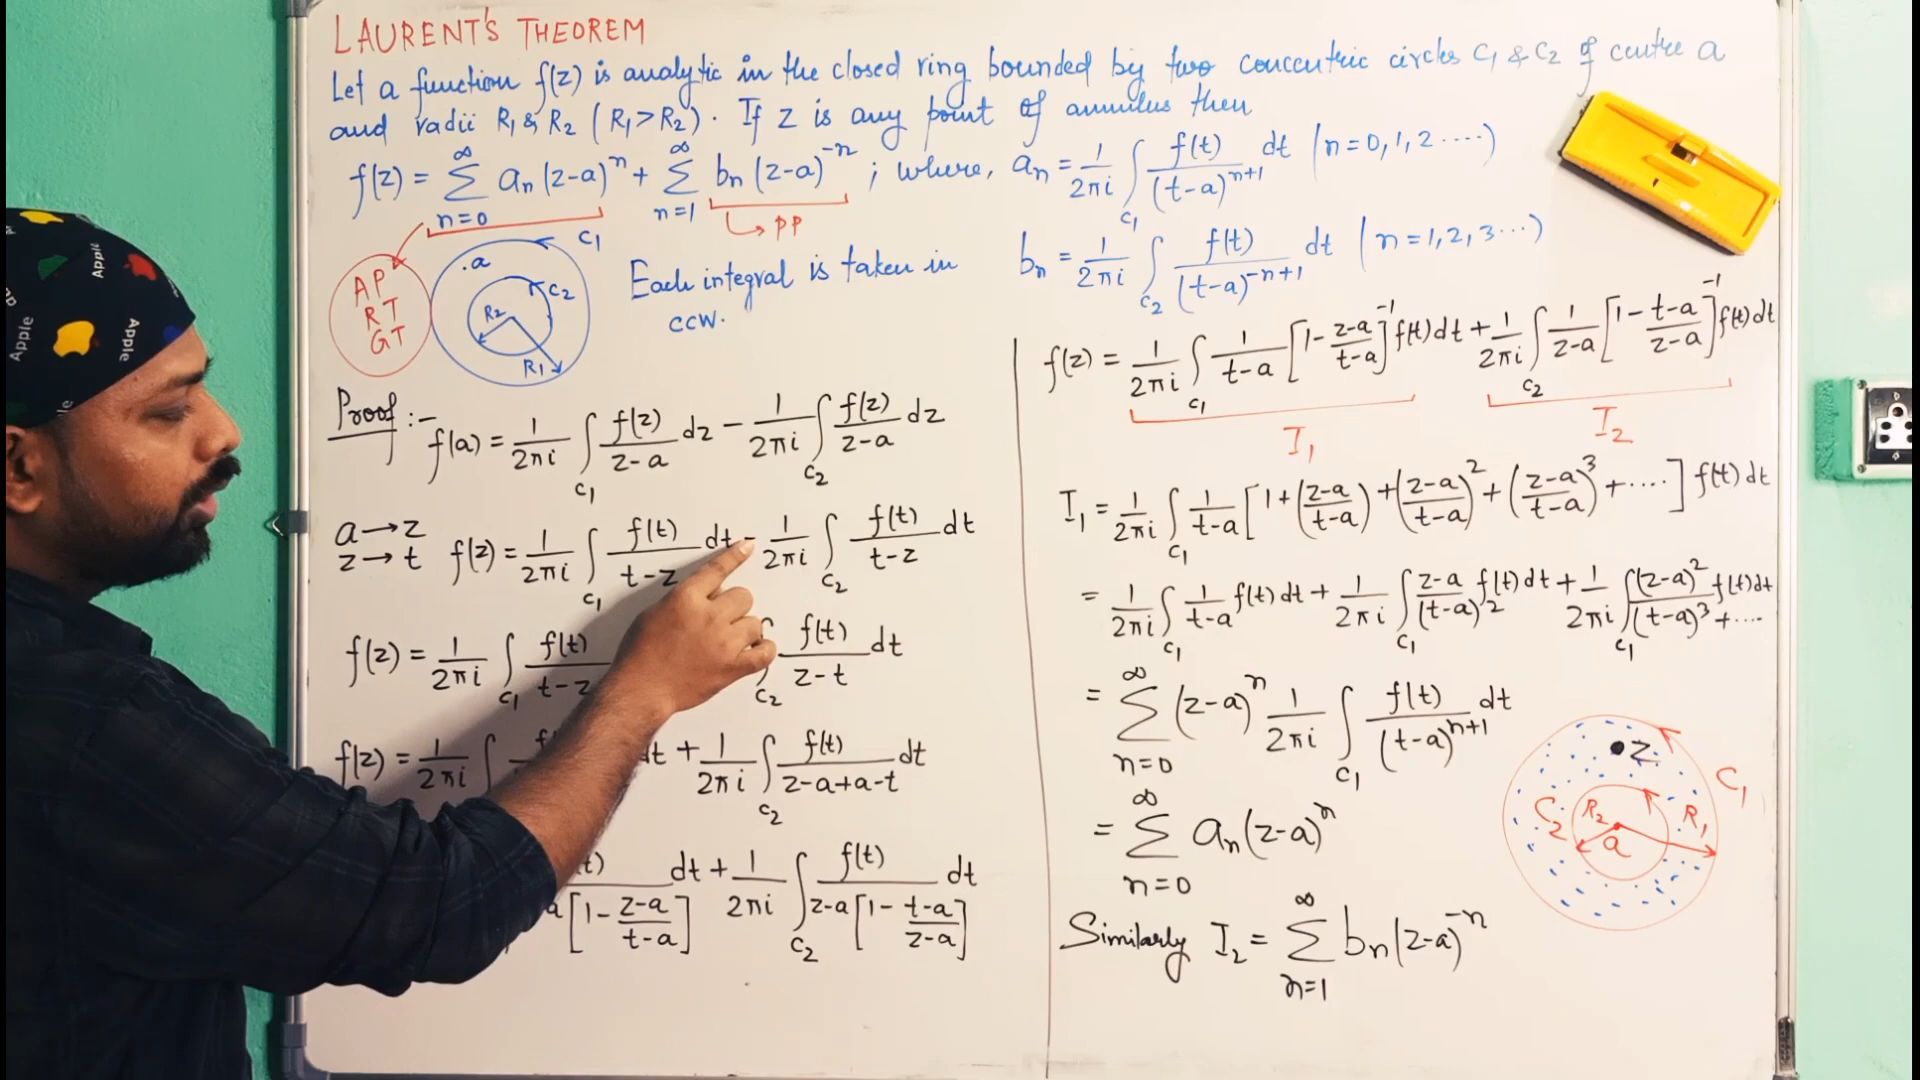 LAURENT'S THEOREM
Let a function f(z) is analytic in the closed ring bounded by two concentric circles C₁ & C₂ of centre a
and radii R₁ & R₂ (R₁>R₂). If z is any point of annulus then
f(z) = ∑_{n=0}^{∞} aₙ(z-a)ⁿ + ∑_{n=1}^{∞} bₙ(z-a)⁻ⁿ ; where, aₙ = 1/2πi ∫_{C₁} f(t)/(t-a)^{n+1} dt (n=0,1,2.....)
PP
bₙ = 1/2πi ∫_{C₂} f(t)/(t-a)^{-n+1} dt (n=1,2,3...)
AP
RT
GT
.a
C₁
C₂
R₂
R₁
Each integral is taken in
ccw.
Proof :-
f(a) = 1/2πi ∫_{C₁} f(z)/z-a dz - 1/2πi ∫_{C₂} f(z)/z-a dz
a→z
z→t
f(z) = 1/2πi ∫_{C₁} f(t)/t-z dt - 1/2πi ∫_{C₂} f(t)/t-z dt
f(z) = 1/2πi ∫_{C₁} f(t)/t-z ∫_{C₂} f(t)/z-t dt
f(z) = 1/2πi ∫ dt + 1/2πi ∫_{C₂} f(t)/z-a+a-t dt
[1- z-a/t-a] dt + 1/2πi ∫_{C₂} f(t)/z-a[1- t-a/z-a] dt
f(z) = 1/2πi ∫_{C₁} 1/t-a [1- z-a/t-a]⁻¹ f(t)dt + 1/2πi ∫_{C₂} 1/z-a [1- t-a/z-a]⁻¹ f(t)dt
I₁ I₂
I₁ = 1/2πi ∫_{C₁} 1/t-a [1+(z-a/t-a)+(z-a/t-a)²+(z-a/t-a)³+....] f(t)dt
= 1/2πi ∫_{C₁} 1/t-a f(t)dt + 1/2πi ∫_{C₁} z-a/(t-a)² f(t)dt + 1/2πi ∫_{C₁} (z-a)²/(t-a)³ f(t)dt +....
= ∑_{n=0}^{∞} (z-a)ⁿ 1/2πi ∫_{C₁} f(t)/(t-a)^{n+1} dt
= ∑_{n=0}^{∞} aₙ(z-a)ⁿ
Similarly I₂ = ∑_{n=1}^{∞} bₙ(z-a)⁻ⁿ
z
C₁
C₂
R₂
R₁
a
Apple
Apple
Apple